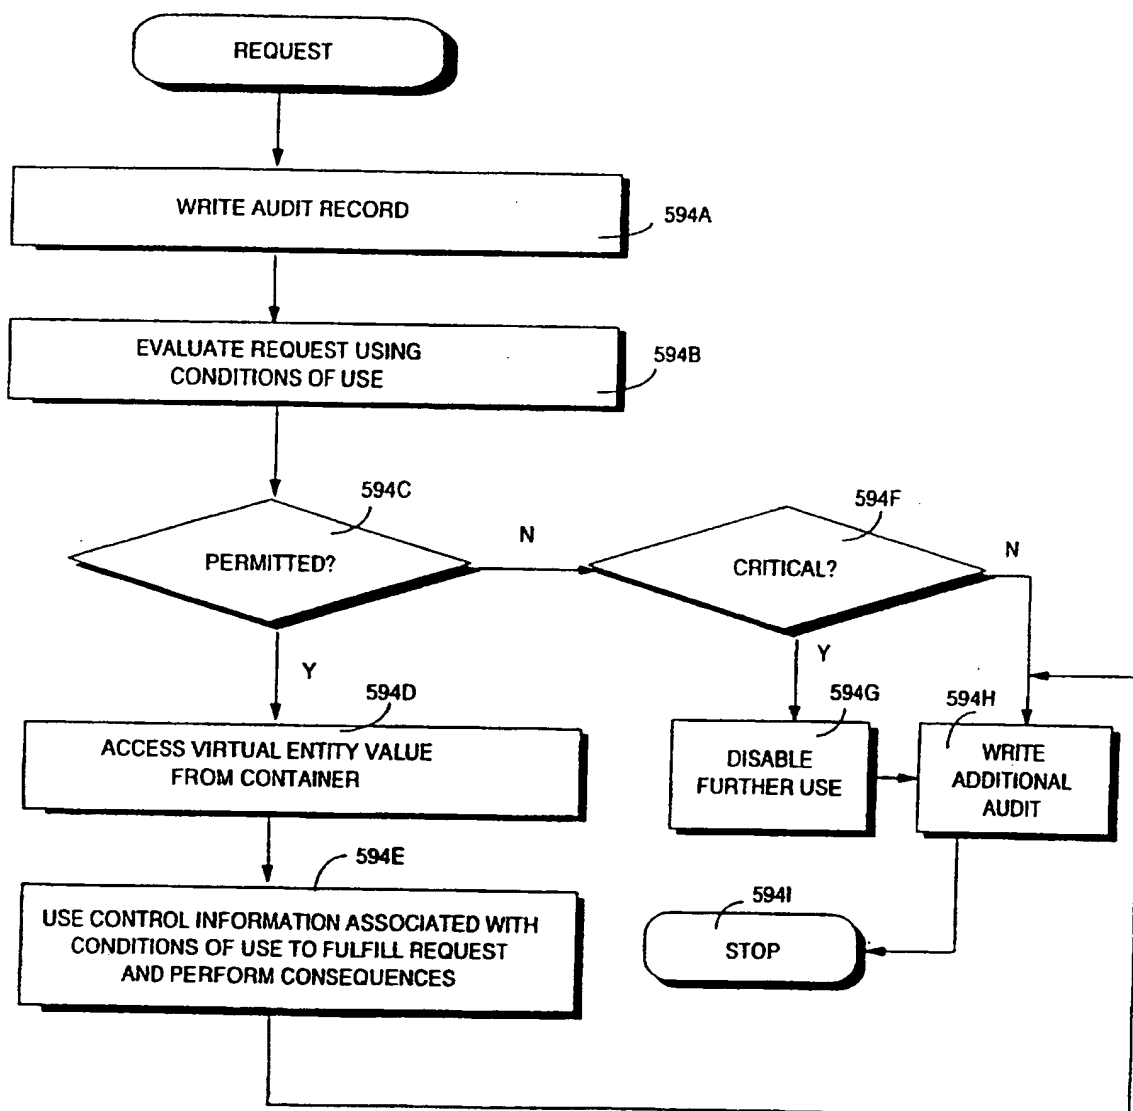 REQUEST
WRITE AUDIT RECORD
594A
EVALUATE REQUEST USING
CONDITIONS OF USE
594B
594C
PERMITTED?
N
594F
CRITICAL?
N
Y
Y
594D
ACCESS VIRTUAL ENTITY VALUE
FROM CONTAINER
594G
DISABLE
FURTHER USE
594H
WRITE
ADDITIONAL
AUDIT
594E
USE CONTROL INFORMATION ASSOCIATED WITH
CONDITIONS OF USE TO FULFILL REQUEST
AND PERFORM CONSEQUENCES
594I
STOP